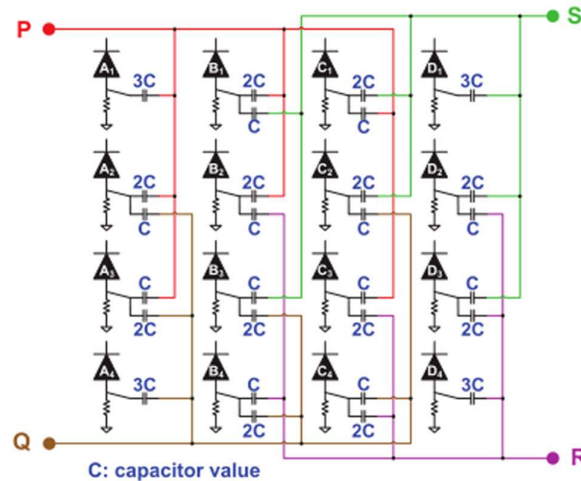 P S
A₁ 3C B₁ 2C C C₁ 2C C D₁ 3C
A₂ 2C C B₂ 2C C C₂ 2C C D₂ 2C C
A₃ C 2C B₃ C 2C C₃ C 2C D₃ C 2C
A₄ 3C B₄ C 2C C₄ C 2C D₄ 3C
Q R
C: capacitor value